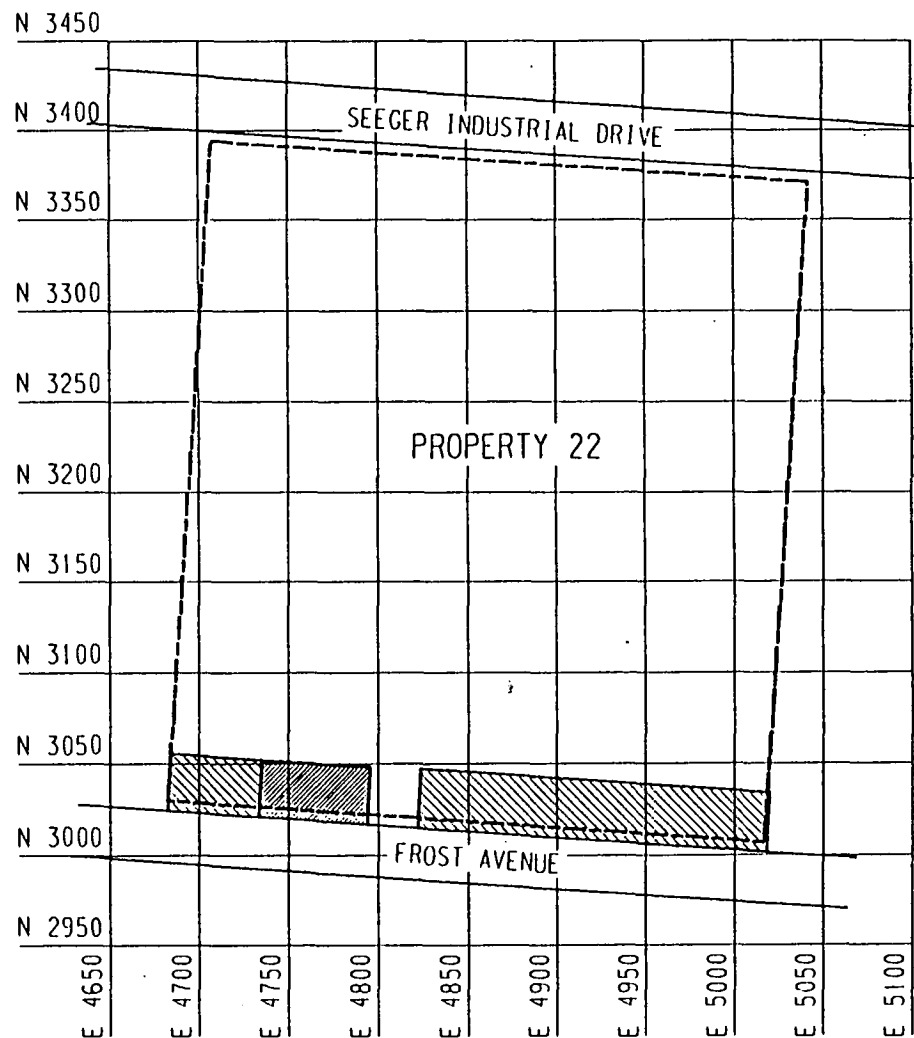 N 3450
SEEGER INDUSTRIAL DRIVE
N 3400
N 3350
N 3300
N 3250
PROPERTY 22
N 3200
N 3150
N 3100
N 3050
N 3000
FROST AVENUE
N 2950
E 4650
E 4700
E 4750
E 4800
E 4850
E 4900
E 4950
E 5000
E 5050
E 5100